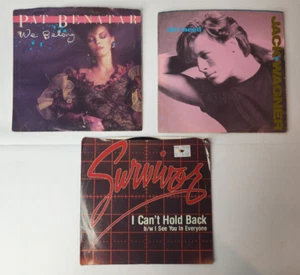 PAT BENATAR
We Belong
JACK WAGNER
Survivor
I Can't Hold Back
b/w I See You In Everyone